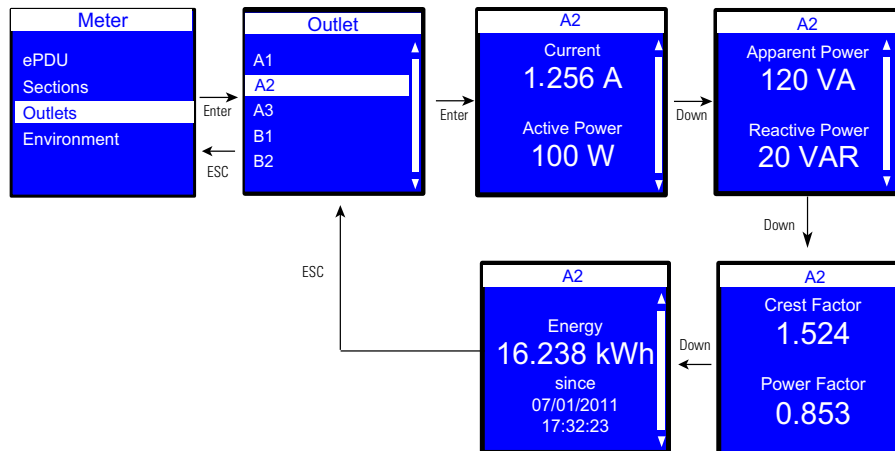 Meter
ePDU
Sections
Outlets
Environment
Enter
ESC
Outlet
A1
A2
A3
B1
B2
Enter
A2
Current
1.256 A
Active Power
100 W
Down
A2
Apparent Power
120 VA
Reactive Power
20 VAR
Down
A2
Crest Factor
1.524
Power Factor
0.853
Down
A2
Energy
16.238 kWh
since
07/01/2011
17:32:23
ESC